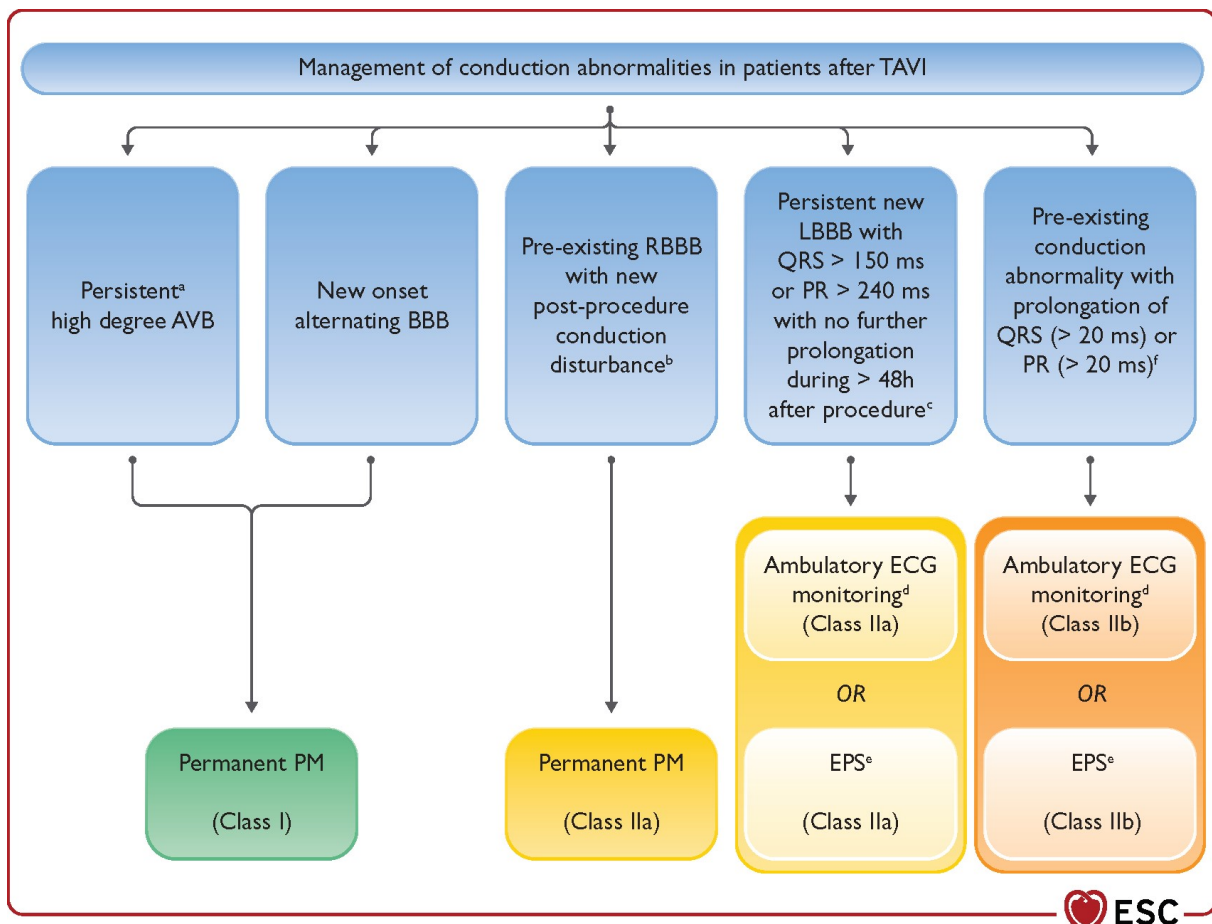 Management of conduction abnormalities in patients after TAVI
Persistentᵃ
high degree AVB
New onset
alternating BBB
Pre-existing RBBB
with new
post-procedure
conduction
disturbanceᵇ
Persistent new
LBBB with
QRS > 150 ms
or PR > 240 ms
with no further
prolongation
during > 48h
after procedureᶜ
Pre-existing
conduction
abnormality with
prolongation of
QRS (> 20 ms) or
PR (> 20 ms)ᶠ
Permanent PM
(Class I)
Permanent PM
(Class IIa)
Ambulatory ECG
monitoringᵈ
(Class IIa)
OR
EPSᵉ
(Class IIa)
Ambulatory ECG
monitoringᵈ
(Class IIb)
OR
EPSᵉ
(Class IIb)
ESC